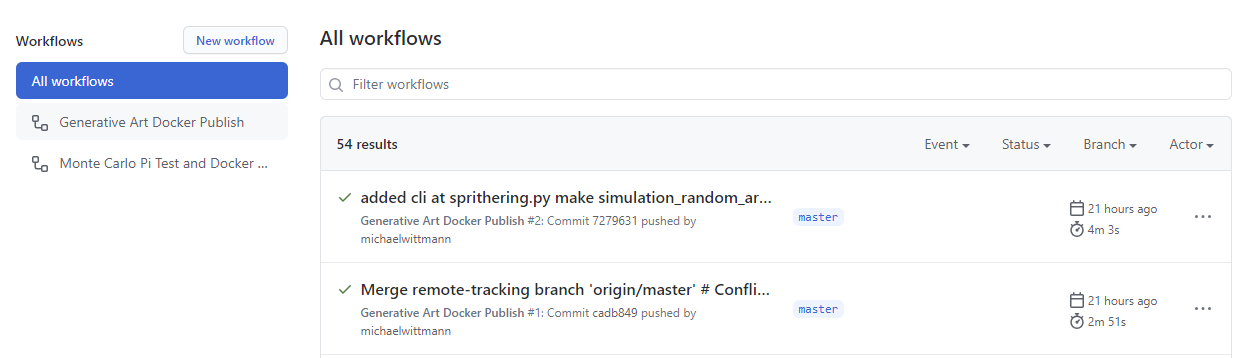 Workflows
New workflow
All workflows
Generative Art Docker Publish
Monte Carlo Pi Test and Docker ...
All workflows
Filter workflows
54 results
Event
Status
Branch
Actor
added cli at sprithering.py make simulation_random_ar...
Generative Art Docker Publish #2: Commit 7279631 pushed by
michaelwittmann
master
21 hours ago
4m 3s
Merge remote-tracking branch 'origin/master' # Confli...
Generative Art Docker Publish #1: Commit cadb849 pushed by
michaelwittmann
master
21 hours ago
2m 51s